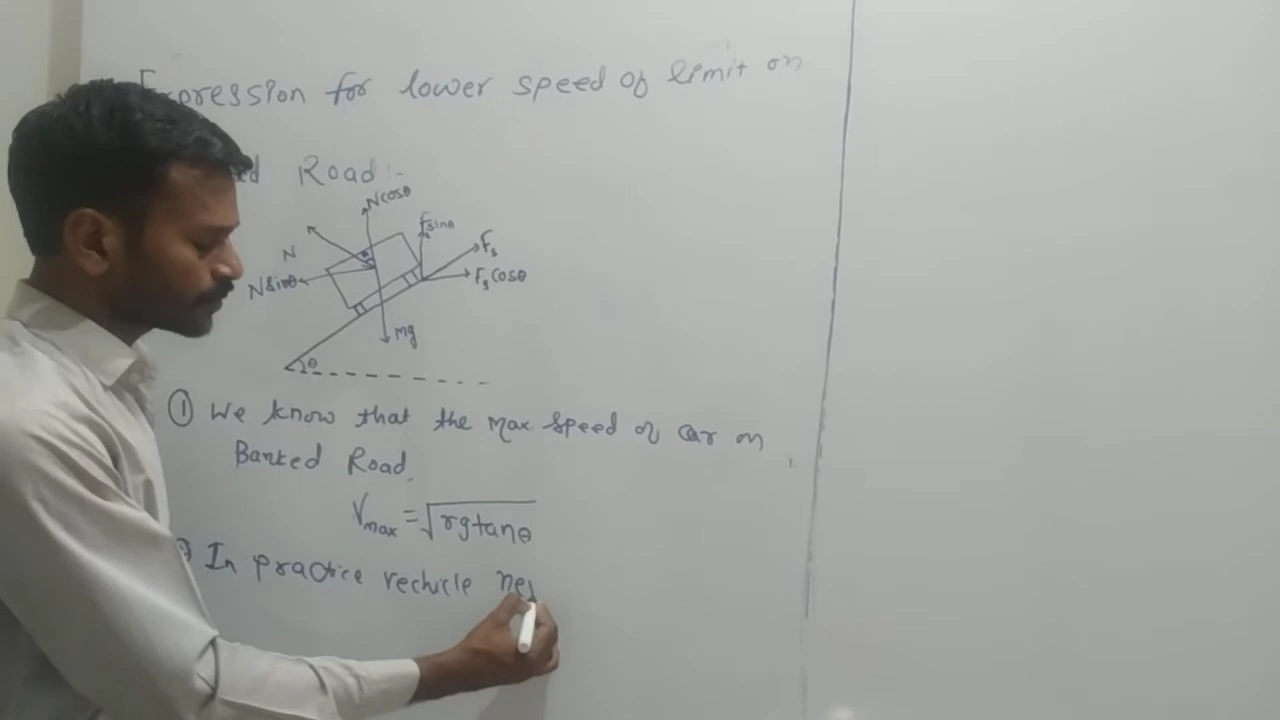 Expression for lower speed of limit on
Road :-
Ncosθ
fsinθ
N
Fs
Nsinθ
Fs Cosθ
mg
θ
① We know that the max speed of car on
Banked Road.
Vmax = √rgtanθ
In practice vechicle